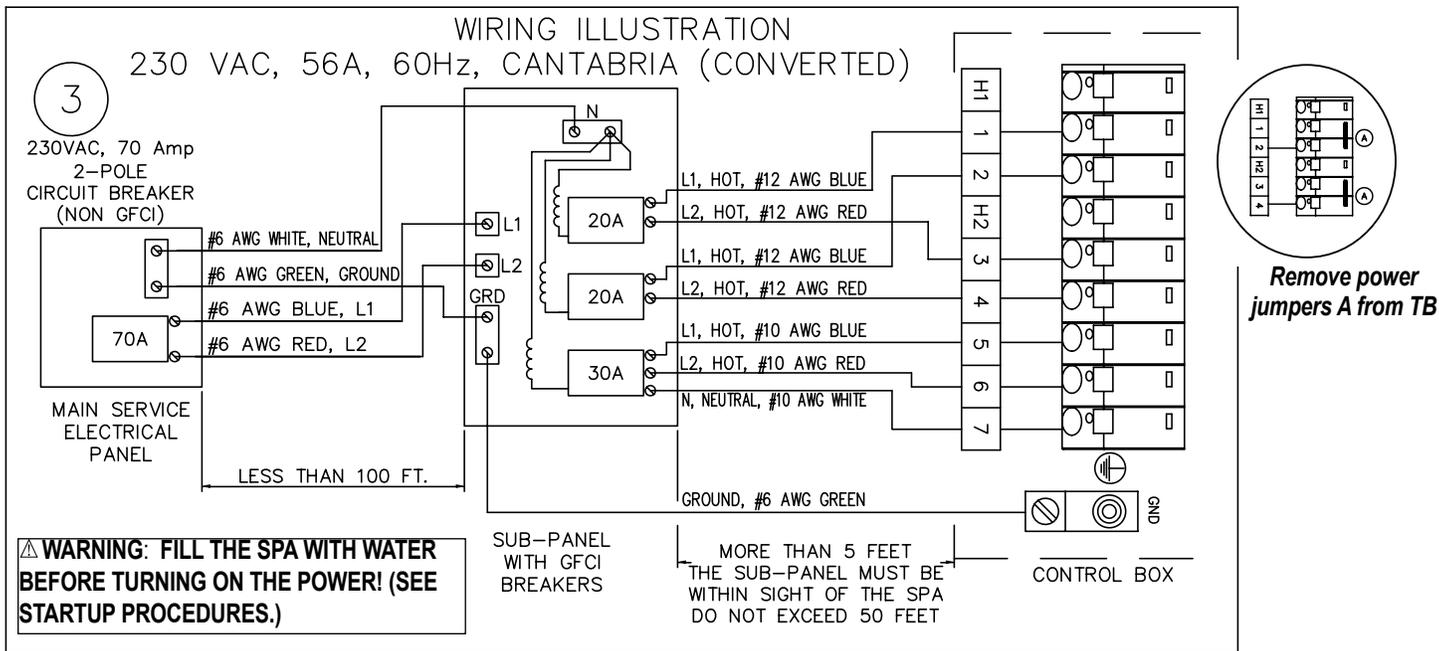 WIRING ILLUSTRATION
230 VAC, 56A, 60Hz, CANTABRIA (CONVERTED)
3
230VAC, 70 Amp
2-POLE
CIRCUIT BREAKER
(NON GFCI)
#6 AWG WHITE, NEUTRAL
#6 AWG GREEN, GROUND
#6 AWG BLUE, L1
#6 AWG RED, L2
70A
MAIN SERVICE
ELECTRICAL
PANEL
LESS THAN 100 FT.
N
L1
L2
GRD
20A
20A
30A
SUB-PANEL
WITH GFCI
BREAKERS
L1, HOT, #12 AWG BLUE
L2, HOT, #12 AWG RED
L1, HOT, #12 AWG BLUE
L2, HOT, #12 AWG RED
L1, HOT, #10 AWG BLUE
L2, HOT, #10 AWG RED
N, NEUTRAL, #10 AWG WHITE
GROUND, #6 AWG GREEN
MORE THAN 5 FEET
THE SUB-PANEL MUST BE
WITHIN SIGHT OF THE SPA
DO NOT EXCEED 50 FEET
H1
1
2
H2
3
4
5
6
7
GND
CONTROL BOX
H1
1
2
H2
3
4
A
A
Remove power
jumpers A from TB
⚠ WARNING: FILL THE SPA WITH WATER
BEFORE TURNING ON THE POWER! (SEE
STARTUP PROCEDURES.)